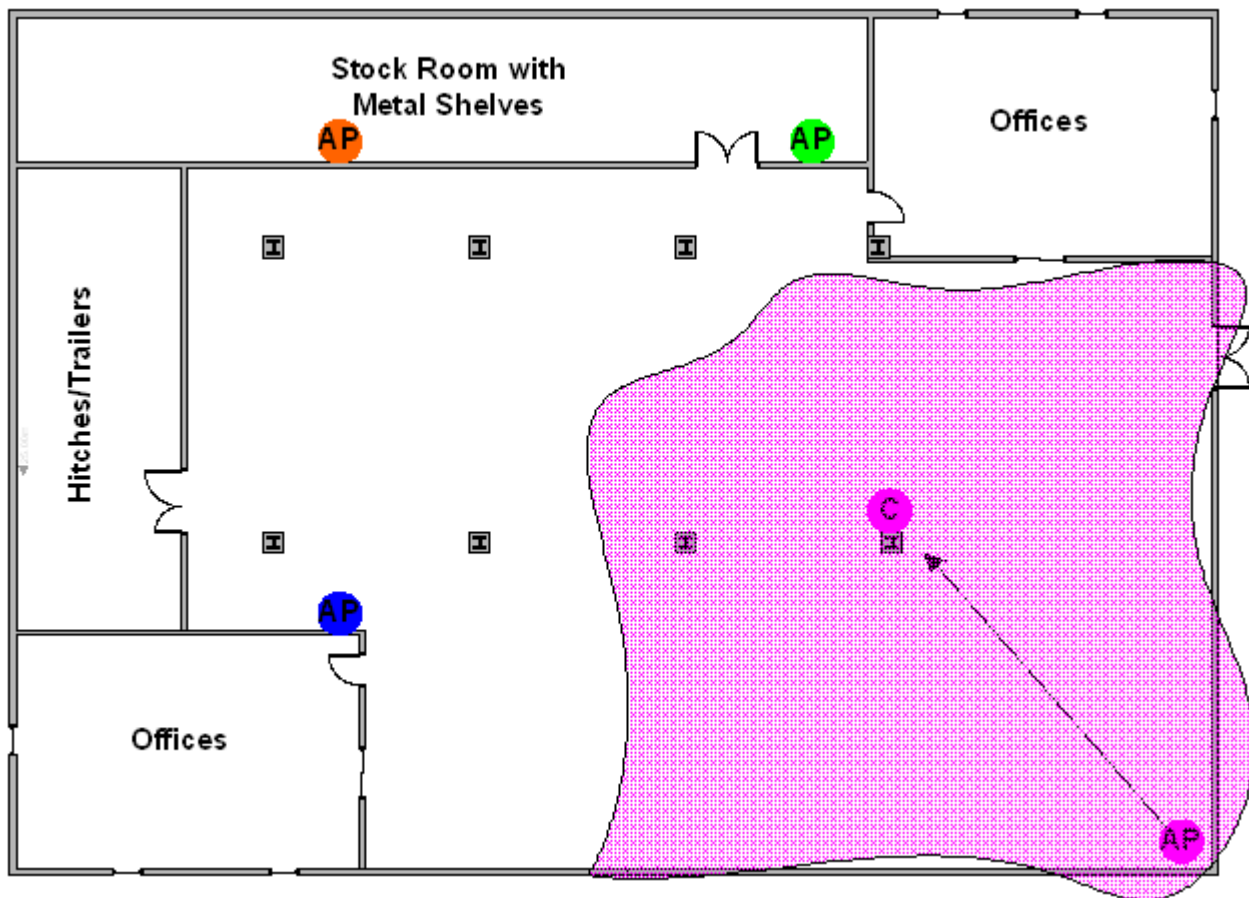 Stock Room with
Metal Shelves
AP
AP
Offices
Hitches/Trailers
I
I
I
I
C
I
I
I
I
AP
Offices
AP